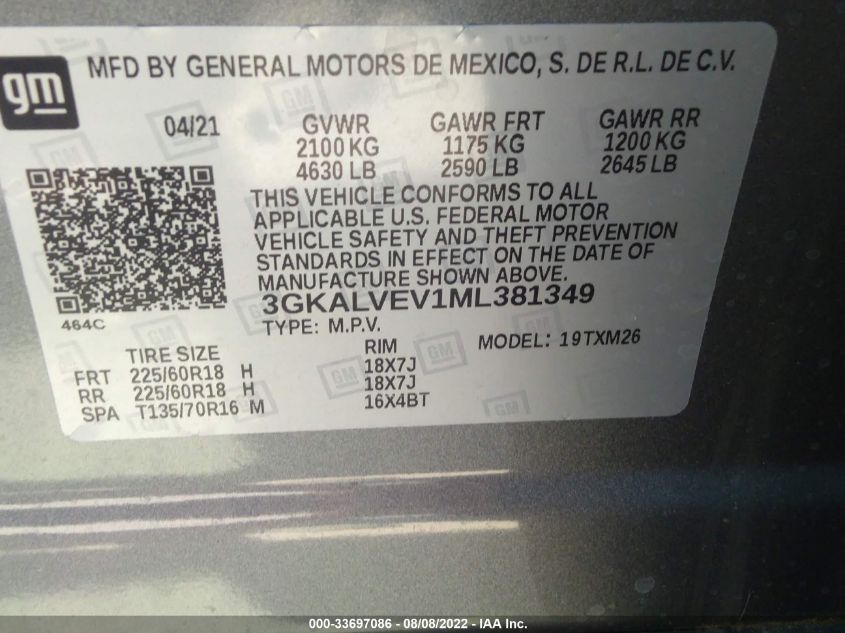 gm
MFD BY GENERAL MOTORS DE MEXICO, S. DE R.L. DE C.V.
04/21
GVWR
2100 KG
4630 LB
GAWR FRT
1175 KG
2590 LB
GAWR RR
1200 KG
2645 LB
THIS VEHICLE CONFORMS TO ALL
APPLICABLE U.S. FEDERAL MOTOR
VEHICLE SAFETY AND THEFT PREVENTION
STANDARDS IN EFFECT ON THE DATE OF
MANUFACTURE SHOWN ABOVE.
3GKALVEV1ML381349
464C
TYPE: M.P.V.
MODEL: 19TXM26
TIRE SIZE RIM
FRT 225/60R18 H 18X7J
RR 225/60R18 H 18X7J
SPA T135/70R16 M 16X4BT
000-33697086 - 08/08/2022 - IAA Inc.